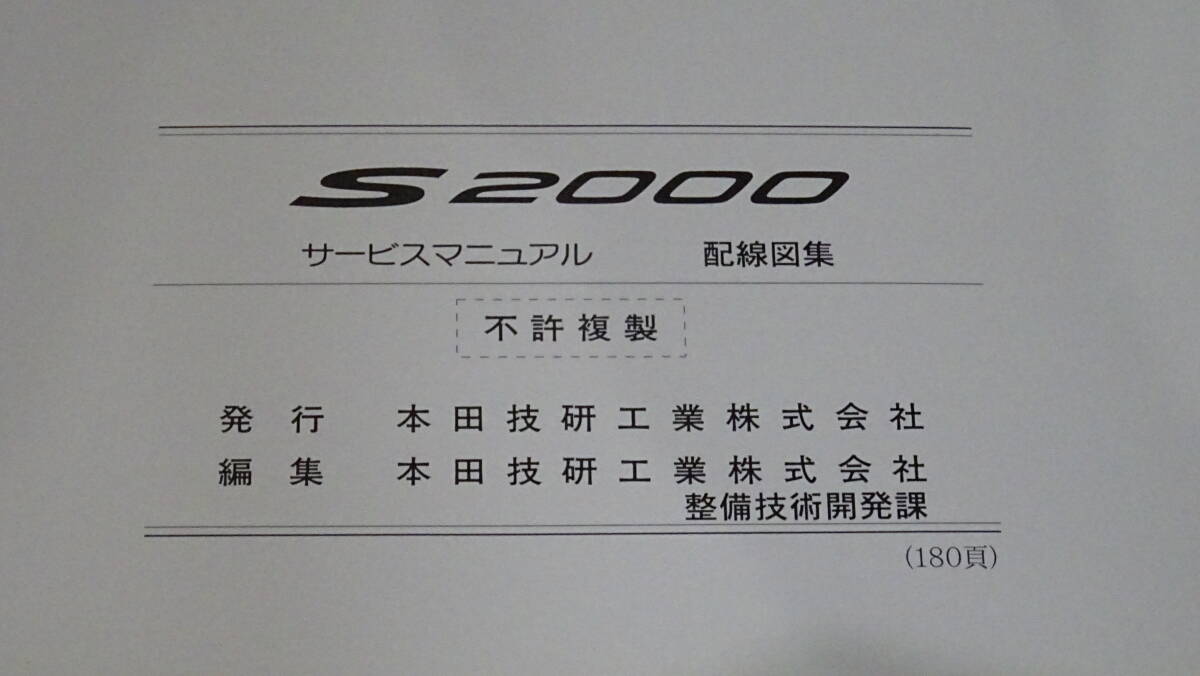 S2000
サービスマニュアル 配線図集
不許複製
発行 本田技研工業株式会社
編集 本田技研工業株式会社
整備技術開発課
(180頁)